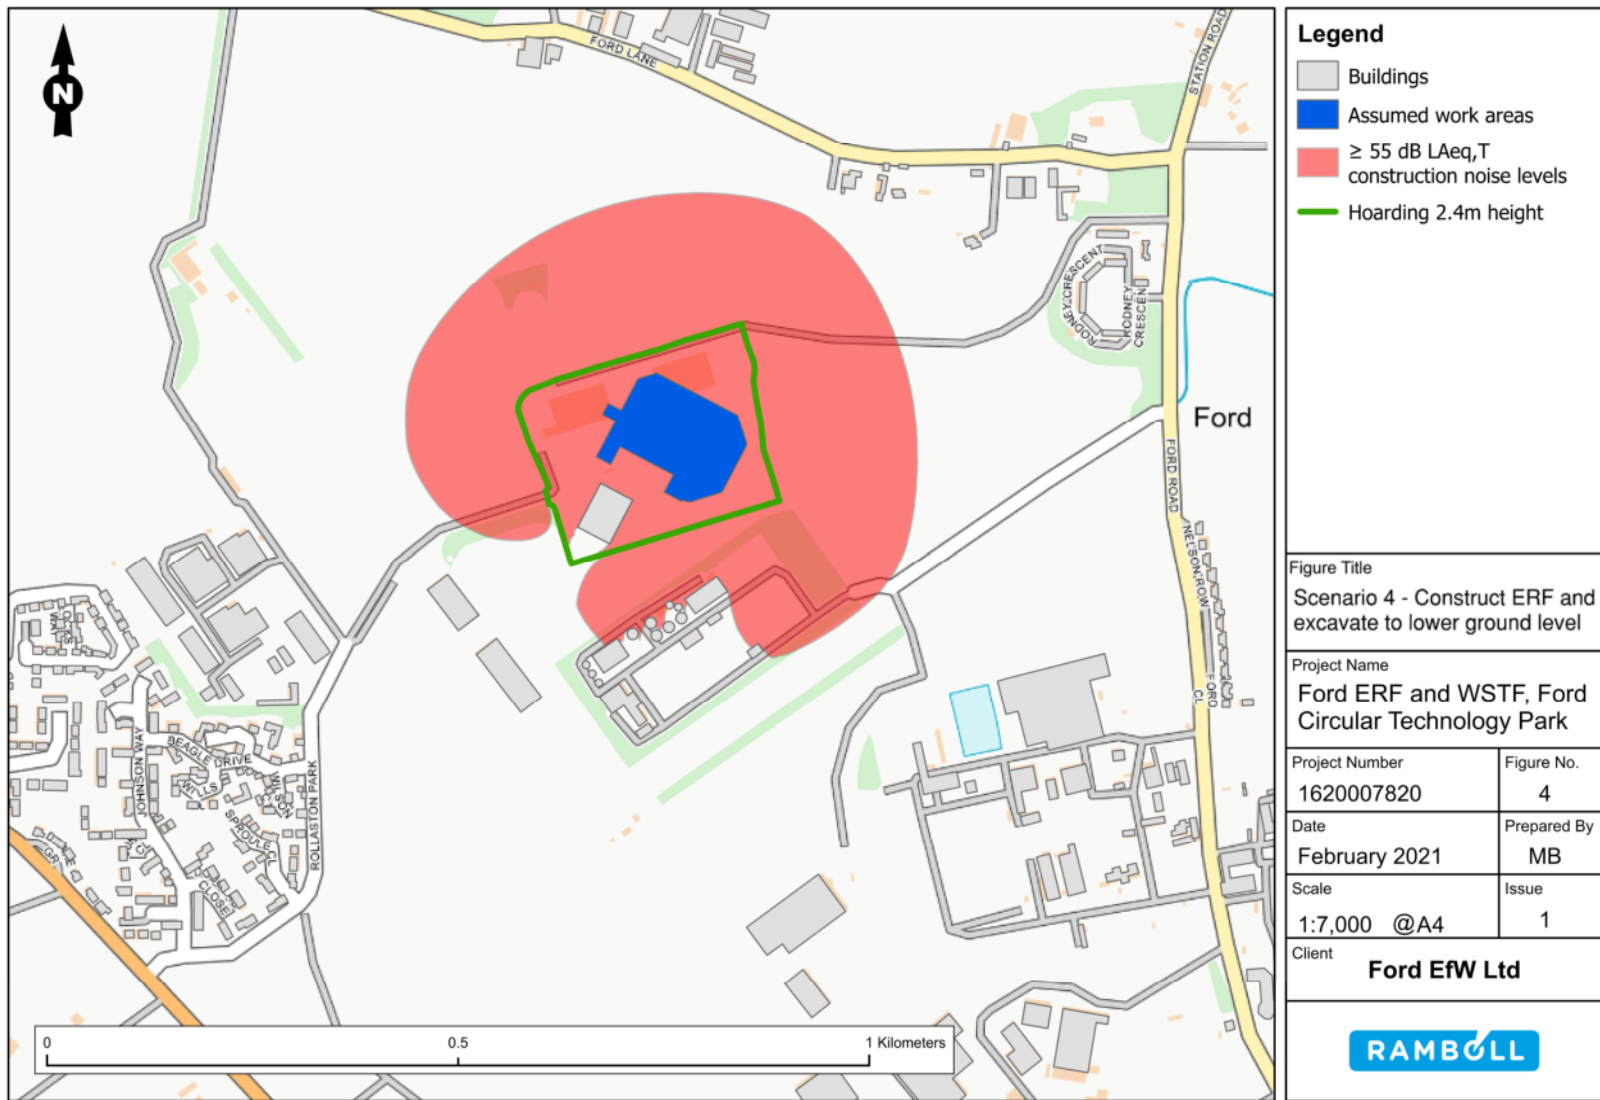 N
FORD LANE
STATION ROAD
RODNEY CRESCENT
RODNEY
CRESCEN
Ford
FORD ROAD
NELSON ROW
FORD
CL
JOHNSON WAY
BEAGLE DRIVE
WILLS
WILSON
SPROULE CL
CLOSE
ROLLASTON PARK
0
0.5
1 Kilometers
Legend
Buildings
Assumed work areas
≥ 55 dB LAeq,T
construction noise levels
Hoarding 2.4m height
Figure Title
Scenario 4 - Construct ERF and
excavate to lower ground level
Project Name
Ford ERF and WSTF, Ford
Circular Technology Park
Project Number
1620007820
Figure No.
4
Date
February 2021
Prepared By
MB
Scale
1:7,000 @A4
Issue
1
Client
Ford EfW Ltd
RAMBOLL